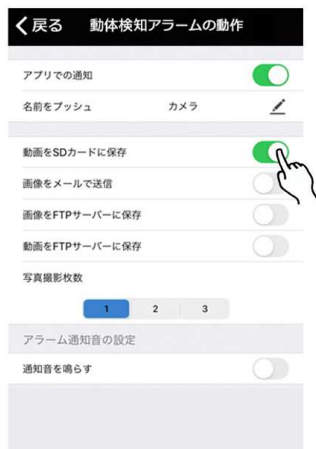 戻る 動体検知アラームの動作
アプリでの通知
名前をプッシュ カメラ
動画をSDカードに保存
画像をメールで送信
画像をFTPサーバーに保存
動画をFTPサーバーに保存
写真撮影枚数
1 2 3
アラーム通知音の設定
通知音を鳴らす